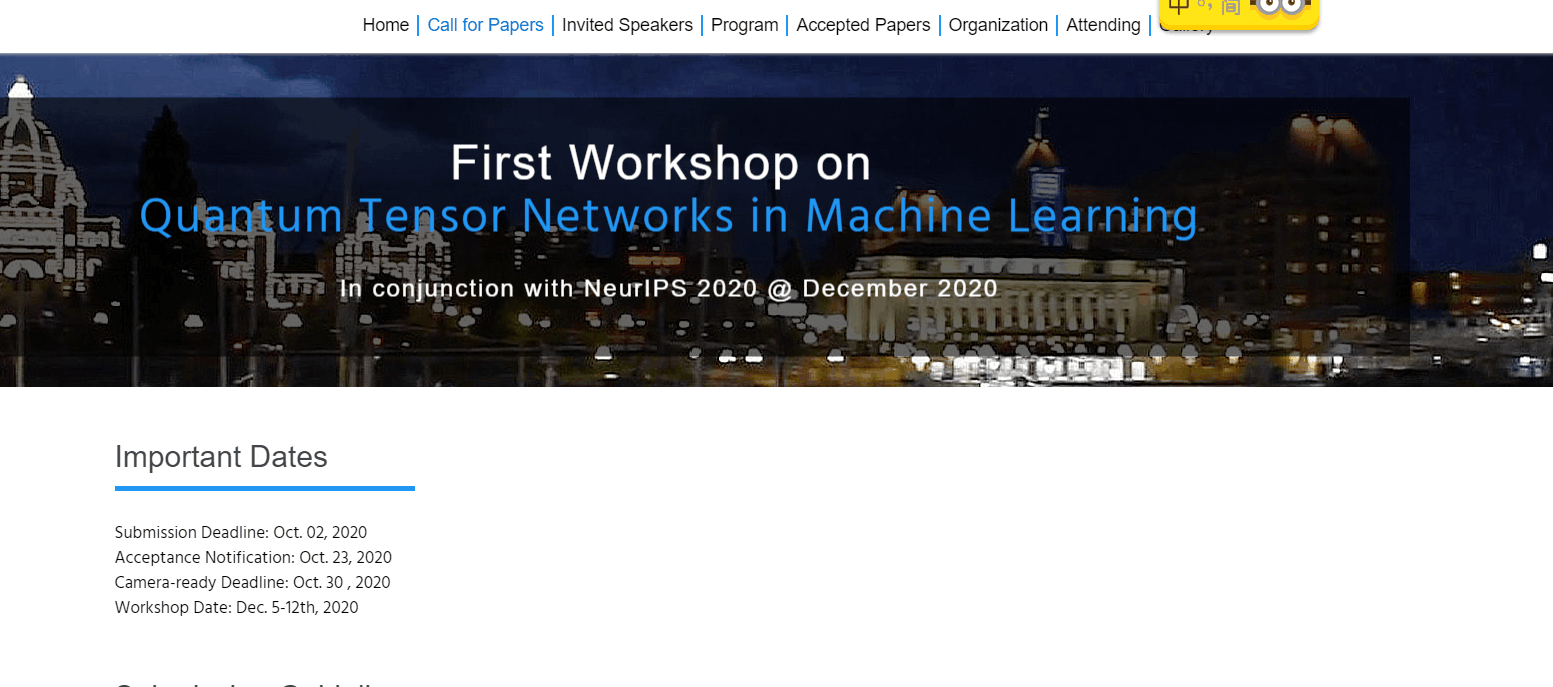 Home Call for Papers Invited Speakers Program Accepted Papers Organization Attending Gallery
中 °, 简
First Workshop on
Quantum Tensor Networks in Machine Learning
In conjunction with NeurIPS 2020 @ December 2020
Important Dates
Submission Deadline: Oct. 02, 2020
Acceptance Notification: Oct. 23, 2020
Camera-ready Deadline: Oct. 30 , 2020
Workshop Date: Dec. 5-12th, 2020